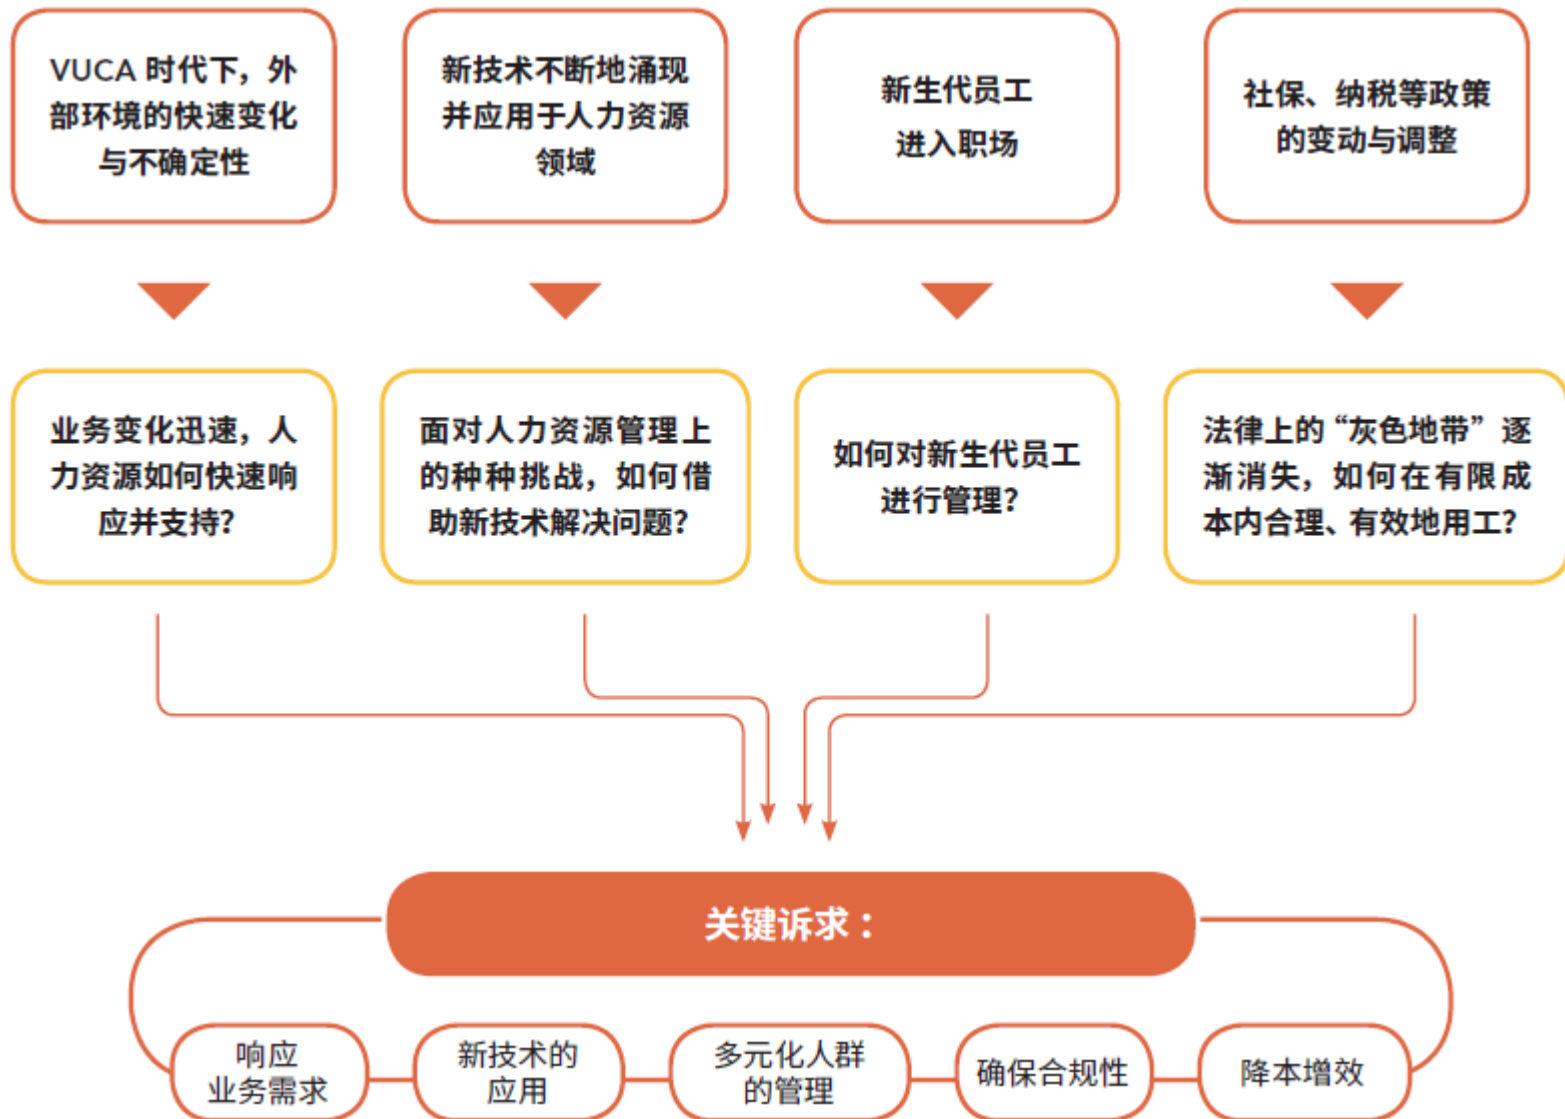 VUCA 时代下，外
部环境的快速变化
与不确定性
新技术不断地涌现
并应用于人力资源
领域
新生代员工
进入职场
社保、纳税等政策
的变动与调整
业务变化迅速，人
力资源如何快速响
应并支持？
面对人力资源管理上
的种种挑战，如何借
助新技术解决问题？
如何对新生代员工
进行管理？
法律上的“灰色地带”逐
渐消失，如何在有限成
本内合理、有效地用工？
关键诉求：
响应
业务需求
新技术的
应用
多元化人群
的管理
确保合规性
降本增效